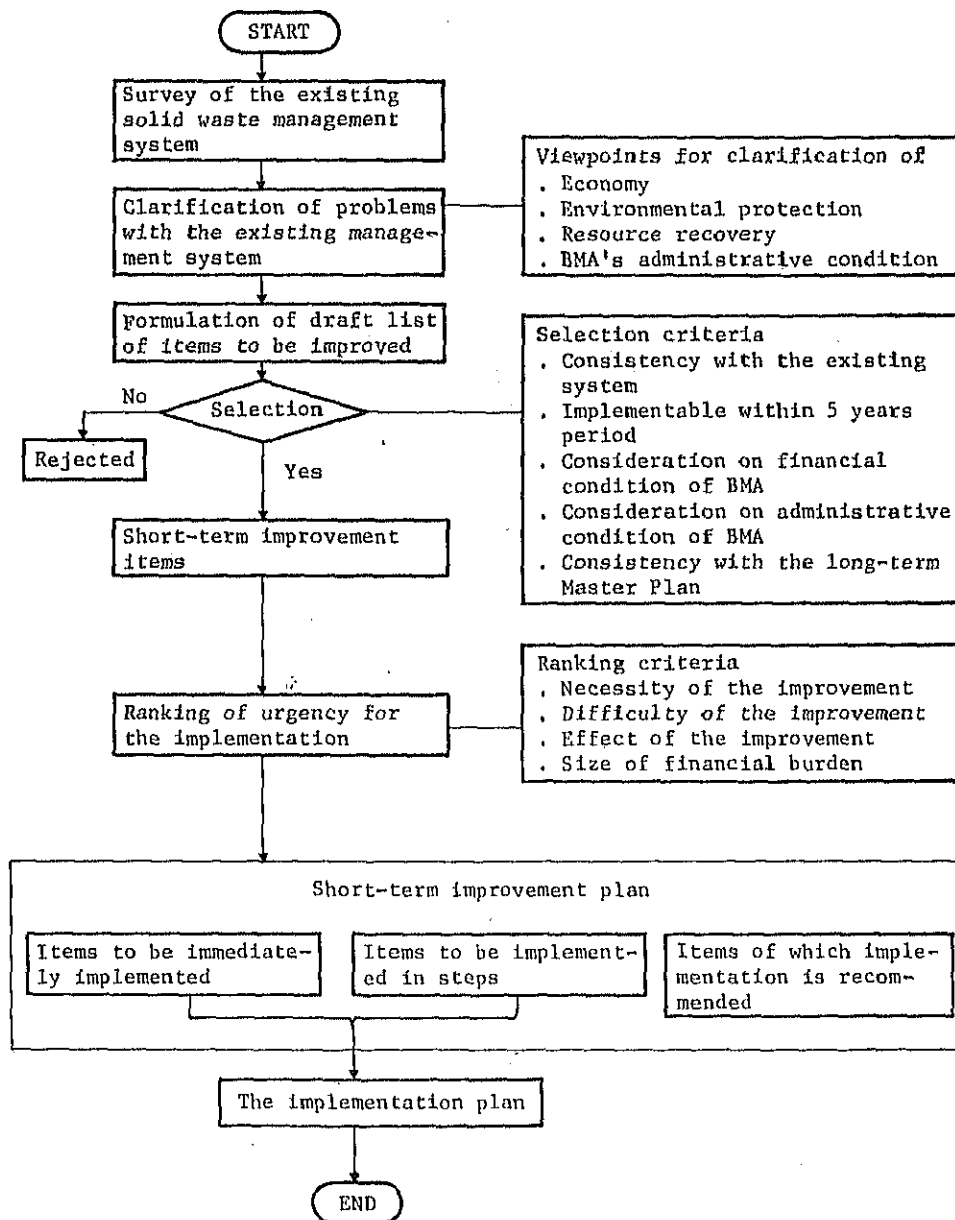 START
Survey of the existing
solid waste management
system
Viewpoints for clarification of
. Economy
. Environmental protection
. Resource recovery
. BMA's administrative condition
Clarification of problems
with the existing manage-
ment system
Formulation of draft list
of items to be improved
Selection criteria
. Consistency with the existing
system
. Implementable within 5 years
period
. Consideration on financial
condition of BMA
. Consideration on administrative
condition of BMA
. Consistency with the long-term
Master Plan
No
Selection
Rejected
Yes
Short-term improvement
items
Ranking criteria
. Necessity of the improvement
. Difficulty of the improvement
. Effect of the improvement
. Size of financial burden
Ranking of urgency for
the implementation
Short-term improvement plan
Items to be immediate-
ly implemented
Items to be implement-
ed in steps
Items of which imple-
mentation is recom-
mended
The implementation plan
END